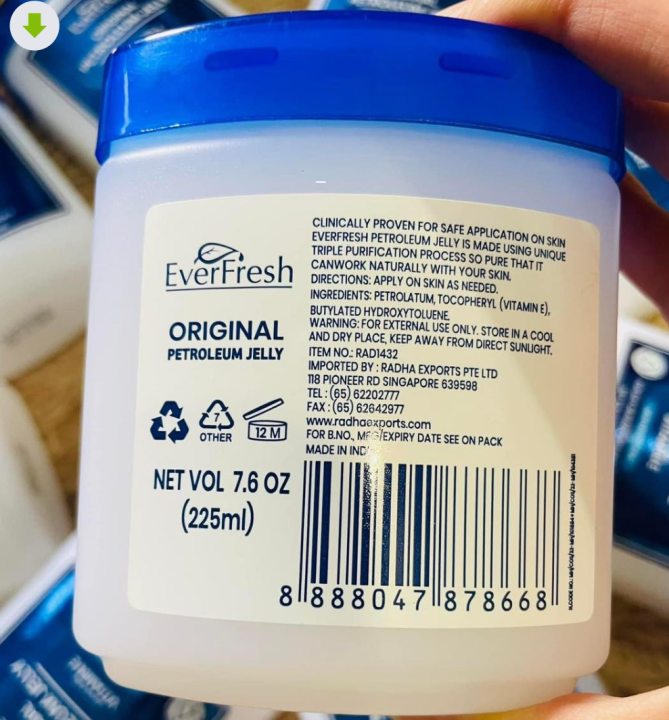 EverFresh
ORIGINAL
PETROLEUM JELLY
7
OTHER
12 M
NET VOL 7.6 OZ
(225ml)
CLINICALLY PROVEN FOR SAFE APPLICATION ON SKIN
EVERFRESH PETROLEUM JELLY IS MADE USING UNIQUE
TRIPLE PURIFICATION PROCESS SO PURE THAT IT
CANWORK NATURALLY WITH YOUR SKIN.
DIRECTIONS: APPLY ON SKIN AS NEEDED.
INGREDIENTS: PETROLATUM, TOCOPHERYL (VITAMIN E),
BUTYLATED HYDROXYTOLUENE.
WARNING: FOR EXTERNAL USE ONLY. STORE IN A COOL
AND DRY PLACE, KEEP AWAY FROM DIRECT SUNLIGHT.
ITEM NO.: RAD1432
IMPORTED BY : RADHA EXPORTS PTE LTD
118 PIONEER RD SINGAPORE 639598
TEL : (65) 62202777
FAX : (65) 62642977
www.radhaexports.com
FOR B.NO., MFG/EXPIRY DATE SEE ON PACK
MADE IN
8 888047 878668